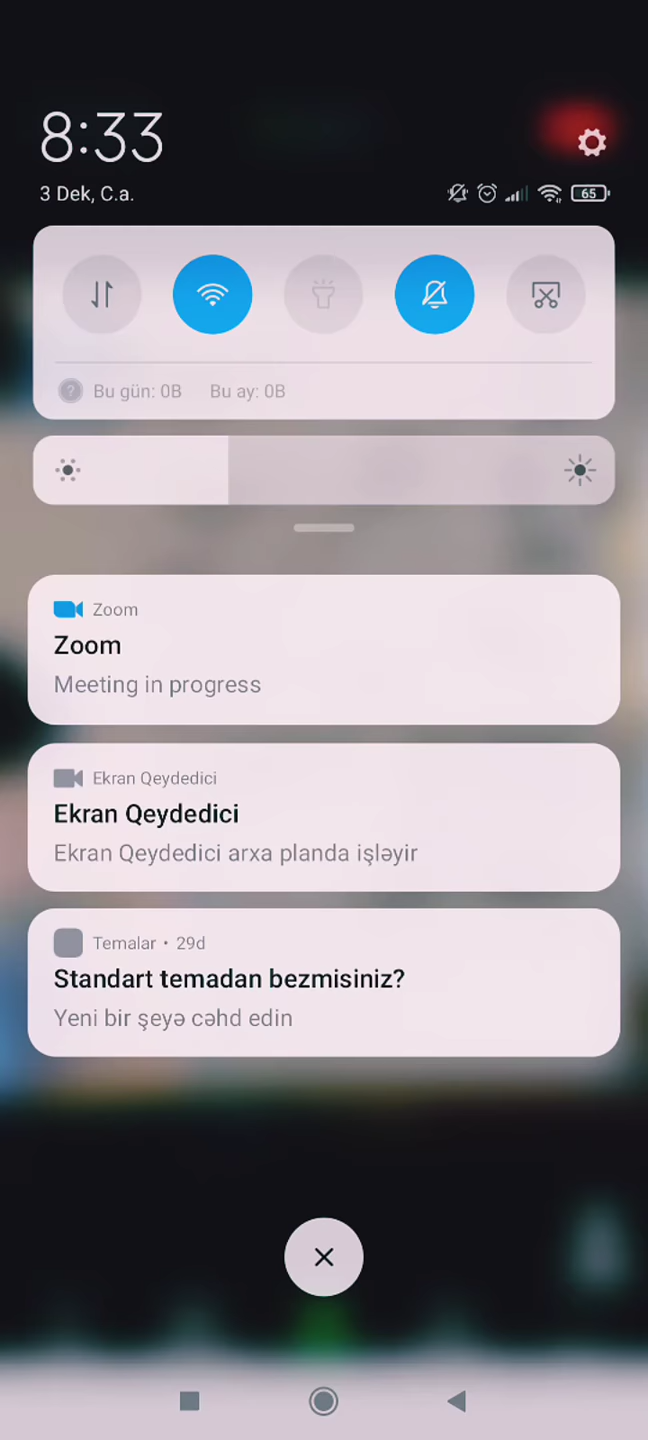 8:33
3 Dek, C.a.
65
Bu gün: 0B Bu ay: 0B
Zoom
Zoom
Meeting in progress
Ekran Qeydedici
Ekran Qeydedici
Ekran Qeydedici arxa planda işləyir
Temalar • 29d
Standart temadan bezmisiniz?
Yeni bir şeyə cəhd edin